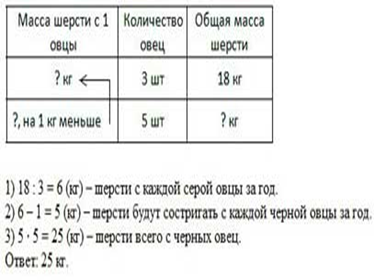 Масса шерсти с 1 овцы	Количество овец	Общая масса шерсти
? кг	3 шт	18 кг
?, на 1 кг меньше	5 шт	? кг
1) 18 : 3 = 6 (кг) – шерсти с каждой серой овцы за год.
2) 6 – 1 = 5 (кг) – шерсти будут состригать с каждой черной овцы за год.
3) 5 · 5 = 25 (кг) – шерсти всего с черных овец.
Ответ: 25 кг.